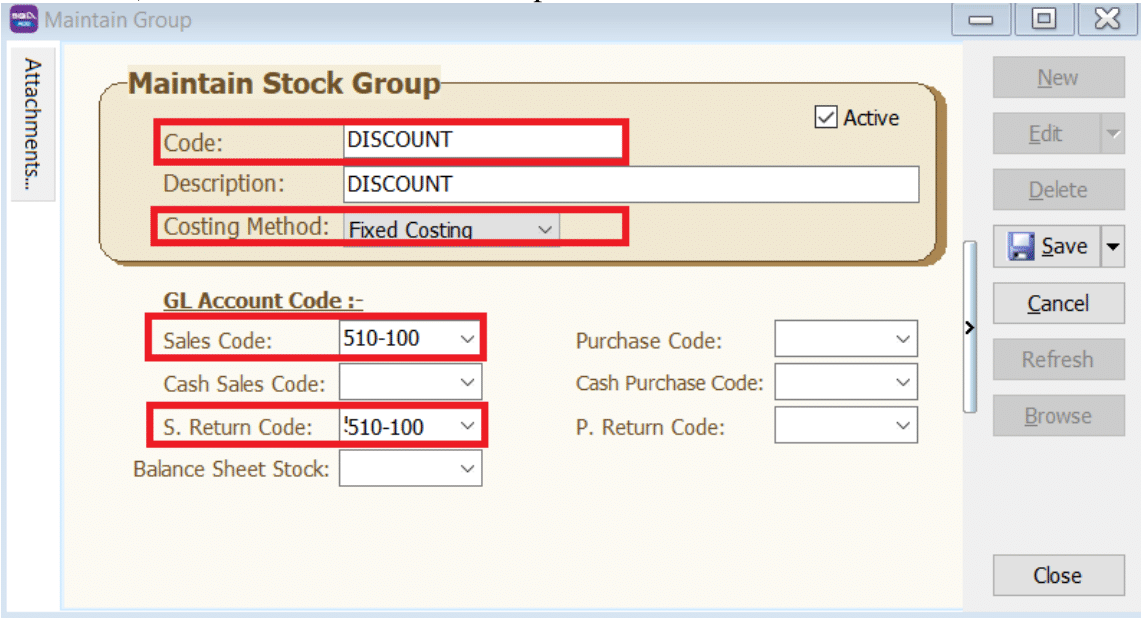 Maintain Group
Attachments...
Maintain Stock Group
Active
Code: DISCOUNT
Description: DISCOUNT
Costing Method: Fixed Costing
GL Account Code :-
Sales Code: 510-100 Purchase Code:
Cash Sales Code: Cash Purchase Code:
S. Return Code: '510-100 P. Return Code:
Balance Sheet Stock:
New
Edit
Delete
Save
Cancel
Refresh
Browse
Close